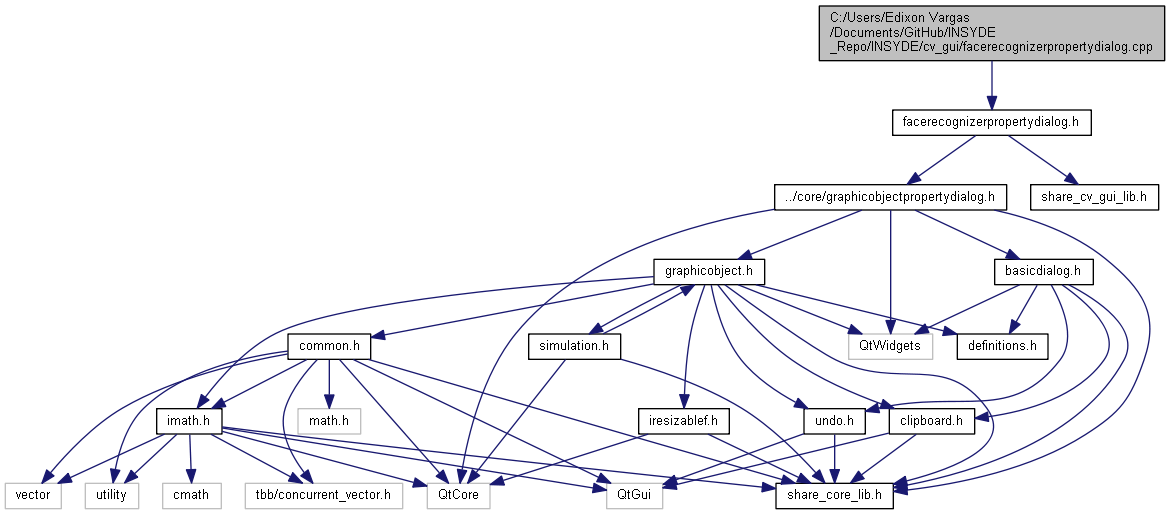 C:/Users/Edixon Vargas
/Documents/GitHub/INSYDE
_Repo/INSYDE/cv_gui/facerecognizerpropertydialog.cpp
facerecognizerpropertydialog.h
../core/graphicobjectpropertydialog.h
share_cv_gui_lib.h
graphicobject.h
basicdialog.h
common.h
simulation.h
QtWidgets
definitions.h
imath.h
math.h
iresizablef.h
undo.h
clipboard.h
vector
utility
cmath
tbb/concurrent_vector.h
QtCore
QtGui
share_core_lib.h